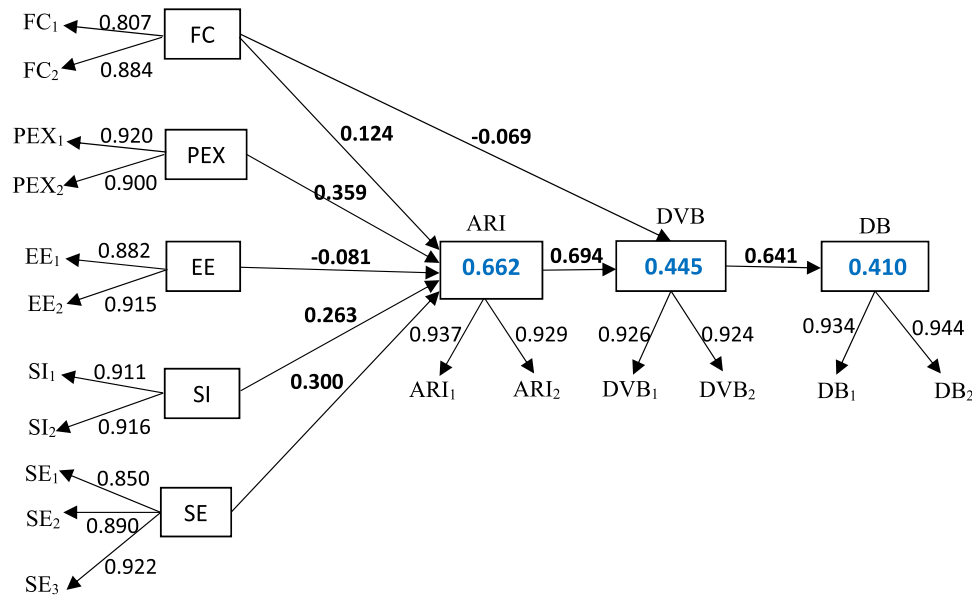 FC₁ 0.807 FC
FC₂ 0.884
PEX₁ 0.920 PEX 0.124 -0.069
PEX₂ 0.900 0.359
ARI DVB DB
EE₁ 0.882 EE -0.081 0.662 0.694 0.445 0.641 0.410
EE₂ 0.915
0.263 0.937 0.929 0.926 0.924 0.934 0.944
SI₁ 0.911 SI 0.300 ARI₁ ARI₂ DVB₁ DVB₂ DB₁ DB₂
SI₂ 0.916
SE₁ 0.850
SE₂ 0.890 SE
SE₃ 0.922